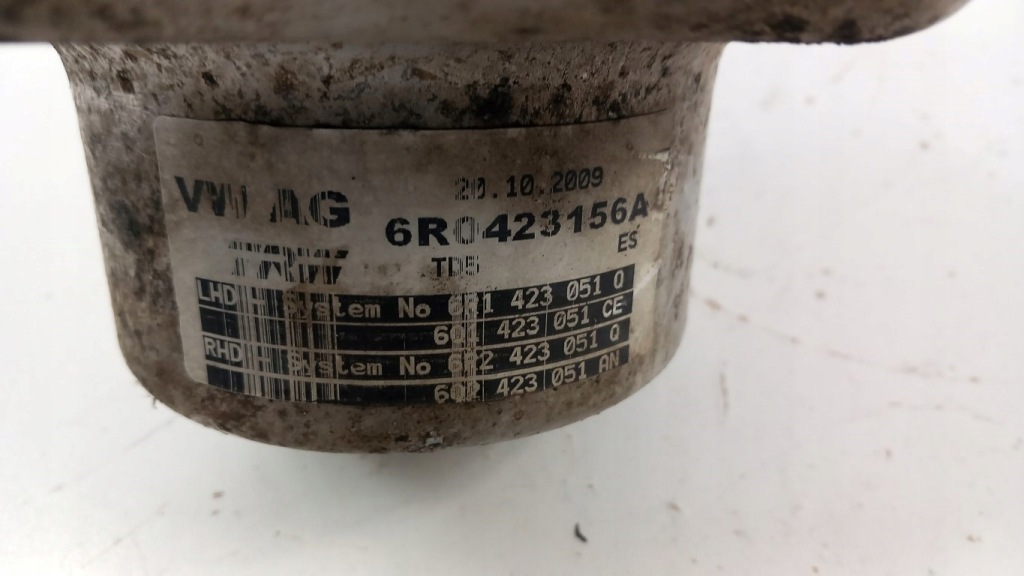 20.10.2009
VW AG
6R0423156A
ES
TRW
LHD System No 6R1 423 051 Q
423 051 CE
RHD System No 6R2 423 051 Q
423 051 AN